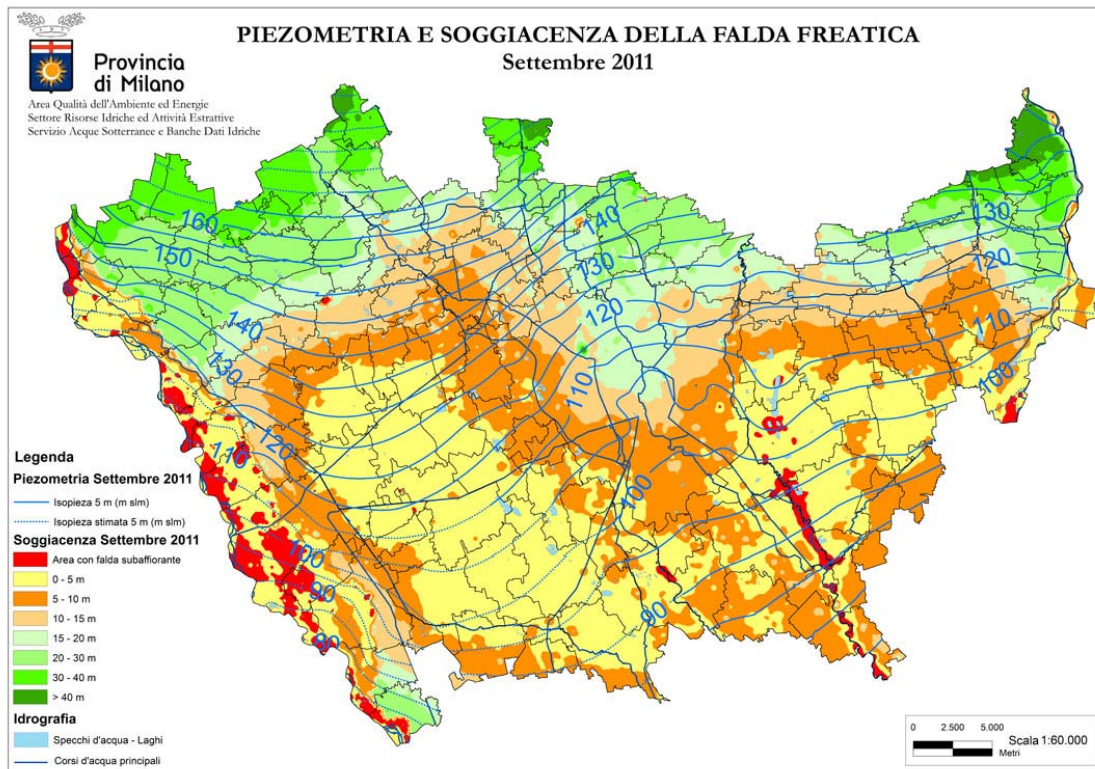 PIEZOMETRIA E SOGGIACENZA DELLA FALDA FREATICA
Settembre 2011
Provincia
di Milano
Area Qualità dell'Ambiente ed Energie
Settore Risorse Idriche ed Attività Estrattive
Servizio Acque Sotterranee e Banche Dati Idriche
160
140
130
150
130
120
140
120
110
130
110
100
120
110
100
100
90
90
80
Legenda
Piezometria Settembre 2011
Isopieza 5 m (m slm)
Isopieza stimata 5 m (m slm)
Soggiacenza Settembre 2011
Area con falda subaffiorante
0 - 5 m
5 - 10 m
10 - 15 m
15 - 20 m
20 - 30 m
30 - 40 m
> 40 m
Idrografia
Specchi d'acqua - Laghi
Corsi d'acqua principali
0 2.500 5.000
Metri
Scala 1:60.000